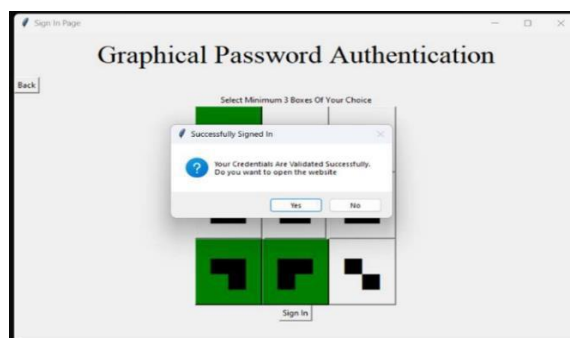 Sign In Page
Graphical Password Authentication
Back
Select Minimum 3 Boxes Of Your Choice
Successfully Signed In
Your Credentials Are Validated Successfully.
Do you want to open the website
Yes No
Sign In